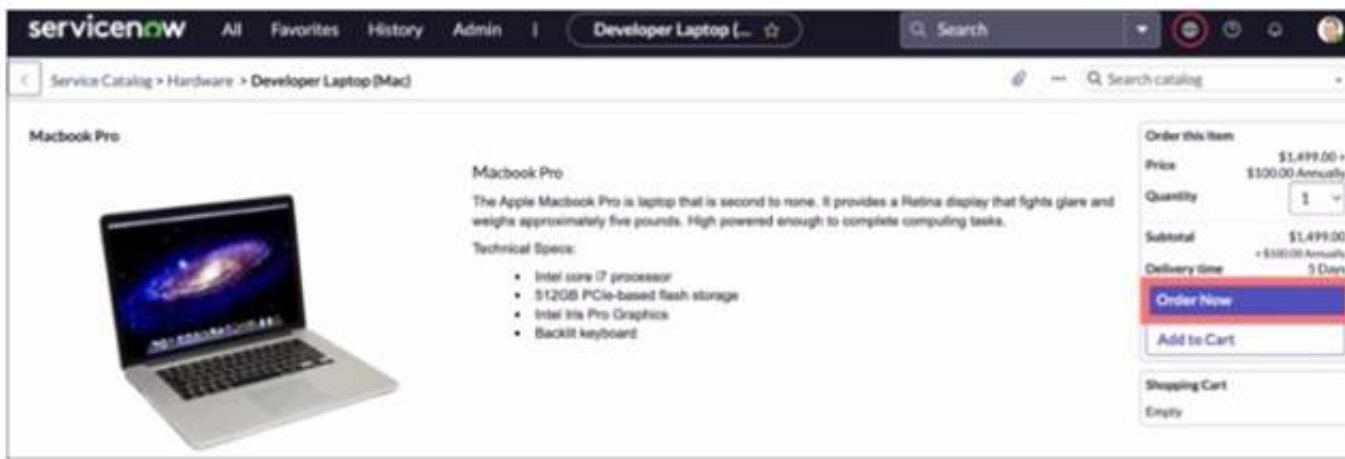 servicenow All Favorites History Admin Developer Laptop (... Search
Service Catalog > Hardware > Developer Laptop (Mac) Search catalog
Macbook Pro
Macbook Pro
The Apple Macbook Pro is laptop that is second to none. It provides a Retina display that fights glare and
weighs approximately five pounds. High powered enough to complete computing tasks.
Technical Specs:
• Intel core i7 processor
• 512GB PCIe-based flash storage
• Intel Iris Pro Graphics
• Backlit keyboard
Order this Item
Price $1,499.00 +
$100.00 Annually
Quantity 1
Subtotal $1,499.00
+ $100.00 Annually
Delivery time 5 Days
Order Now
Add to Cart
Shopping Cart
Empty